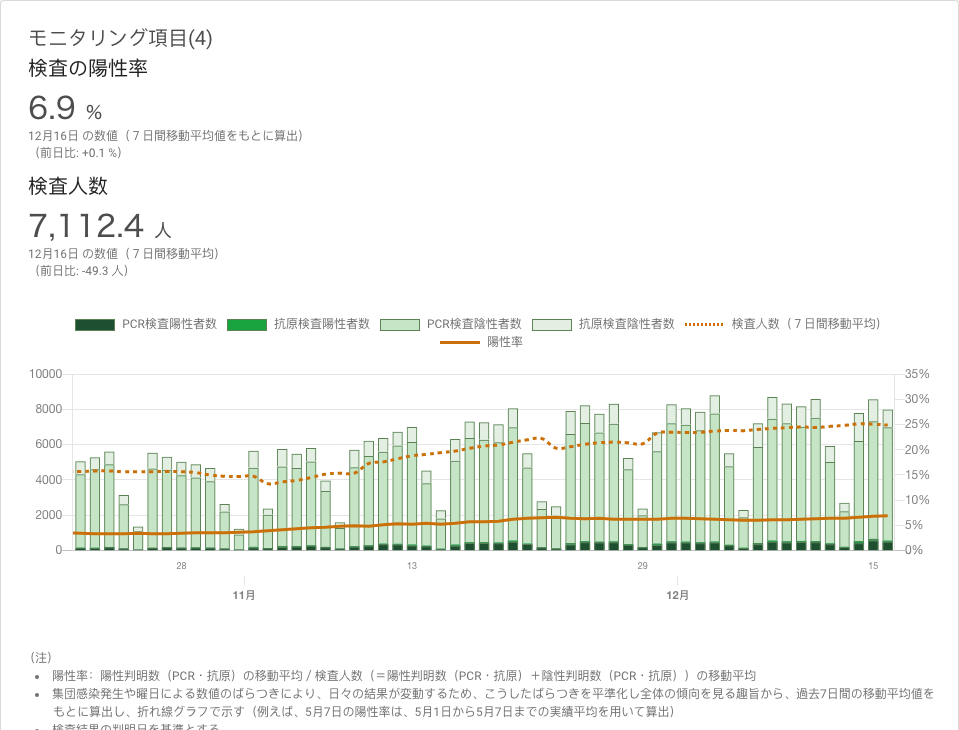 モニタリング項目(4)
検査の陽性率
6.9 %
12月16日 の数値（７日間移動平均値をもとに算出）
（前日比: +0.1 %）
検査人数
7,112.4 人
12月16日 の数値（７日間移動平均）
（前日比: -49.3 人）
PCR検査陽性者数 抗原検査陽性者数 PCR検査陰性者数 抗原検査陰性者数 検査人数（７日間移動平均）
陽性率
10000 35%
8000 30%
25%
6000 20%
4000 15%
10%
2000 5%
0 0%
28 13 29 15
11月 12月
（注）
陽性率：陽性判明数（PCR・抗原）の移動平均 / 検査人数（＝陽性判明数（PCR・抗原）＋陰性判明数（PCR・抗原））の移動平均
集団感染発生や曜日による数値のばらつきにより、日々の結果が変動するため、こうしたばらつきを平準化し全体の傾向を見る趣旨から、過去7日間の移動平均値を
もとに算出し、折れ線グラフで示す（例えば、5月7日の陽性率は、5月1日から5月7日までの実績平均を用いて算出）
検査結果の判明日を基準とする